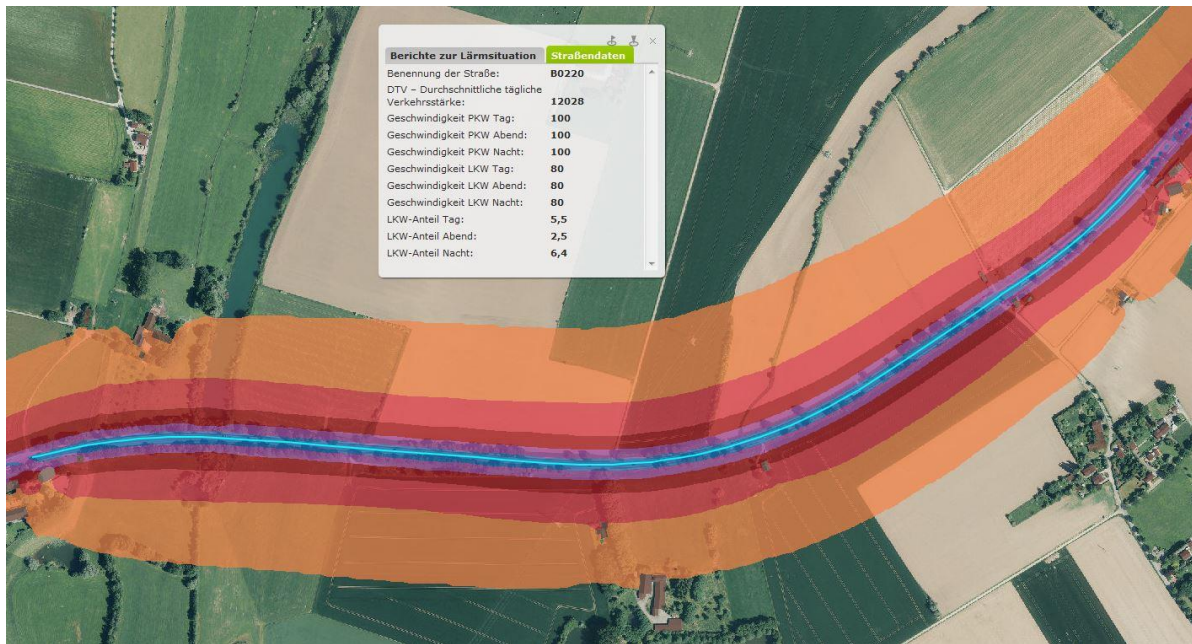 Berichte zur Lärmsituation Straßendaten
Benennung der Straße: B0220
DTV – Durchschnittliche tägliche
Verkehrsstärke: 12028
Geschwindigkeit PKW Tag: 100
Geschwindigkeit PKW Abend: 100
Geschwindigkeit PKW Nacht: 100
Geschwindigkeit LKW Tag: 80
Geschwindigkeit LKW Abend: 80
Geschwindigkeit LKW Nacht: 80
LKW-Anteil Tag: 5,5
LKW-Anteil Abend: 2,5
LKW-Anteil Nacht: 6,4